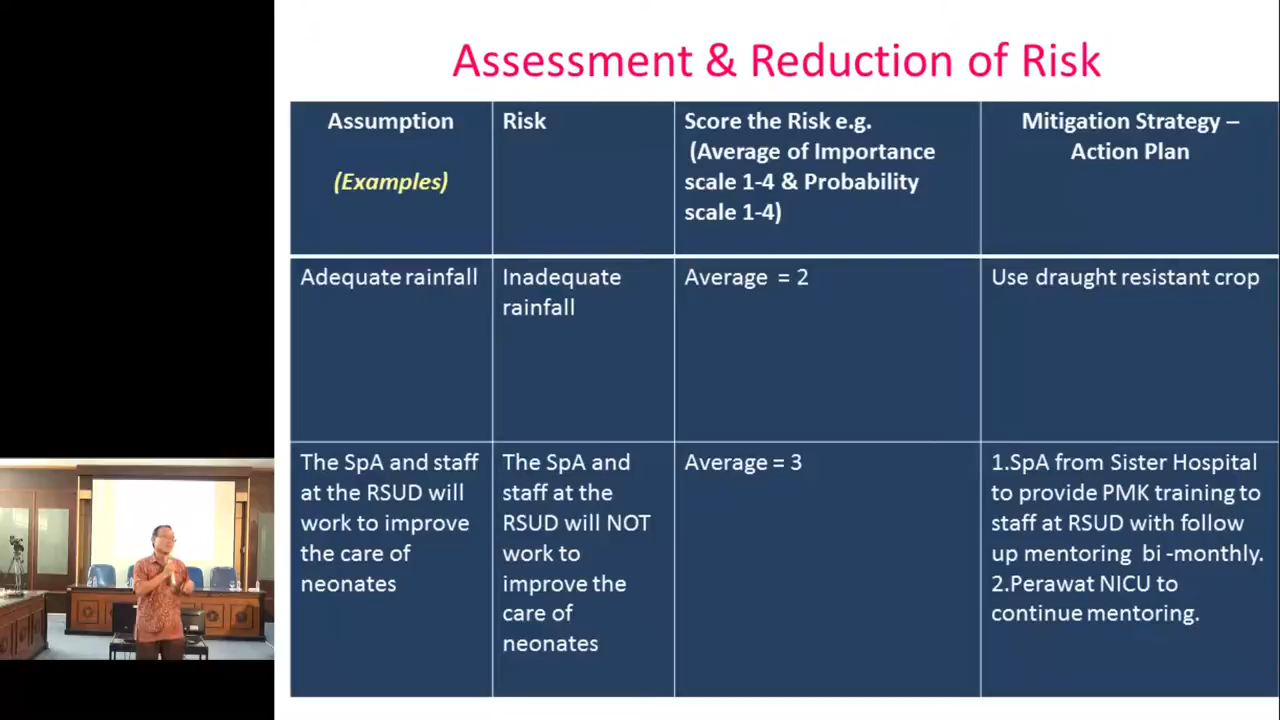 Assessment & Reduction of Risk
Assumption
(Examples)
Risk
Score the Risk e.g.
(Average of Importance
scale 1-4 & Probability
scale 1-4)
Mitigation Strategy –
Action Plan
Adequate rainfall
Inadequate
rainfall
Average = 2
Use draught resistant crop
The SpA and staff
at the RSUD will
work to improve
the care of
neonates
The SpA and
staff at the
RSUD will NOT
work to
improve the
care of
neonates
Average = 3
1.SpA from Sister Hospital
to provide PMK training to
staff at RSUD with follow
up mentoring bi -monthly.
2.Perawat NICU to
continue mentoring.